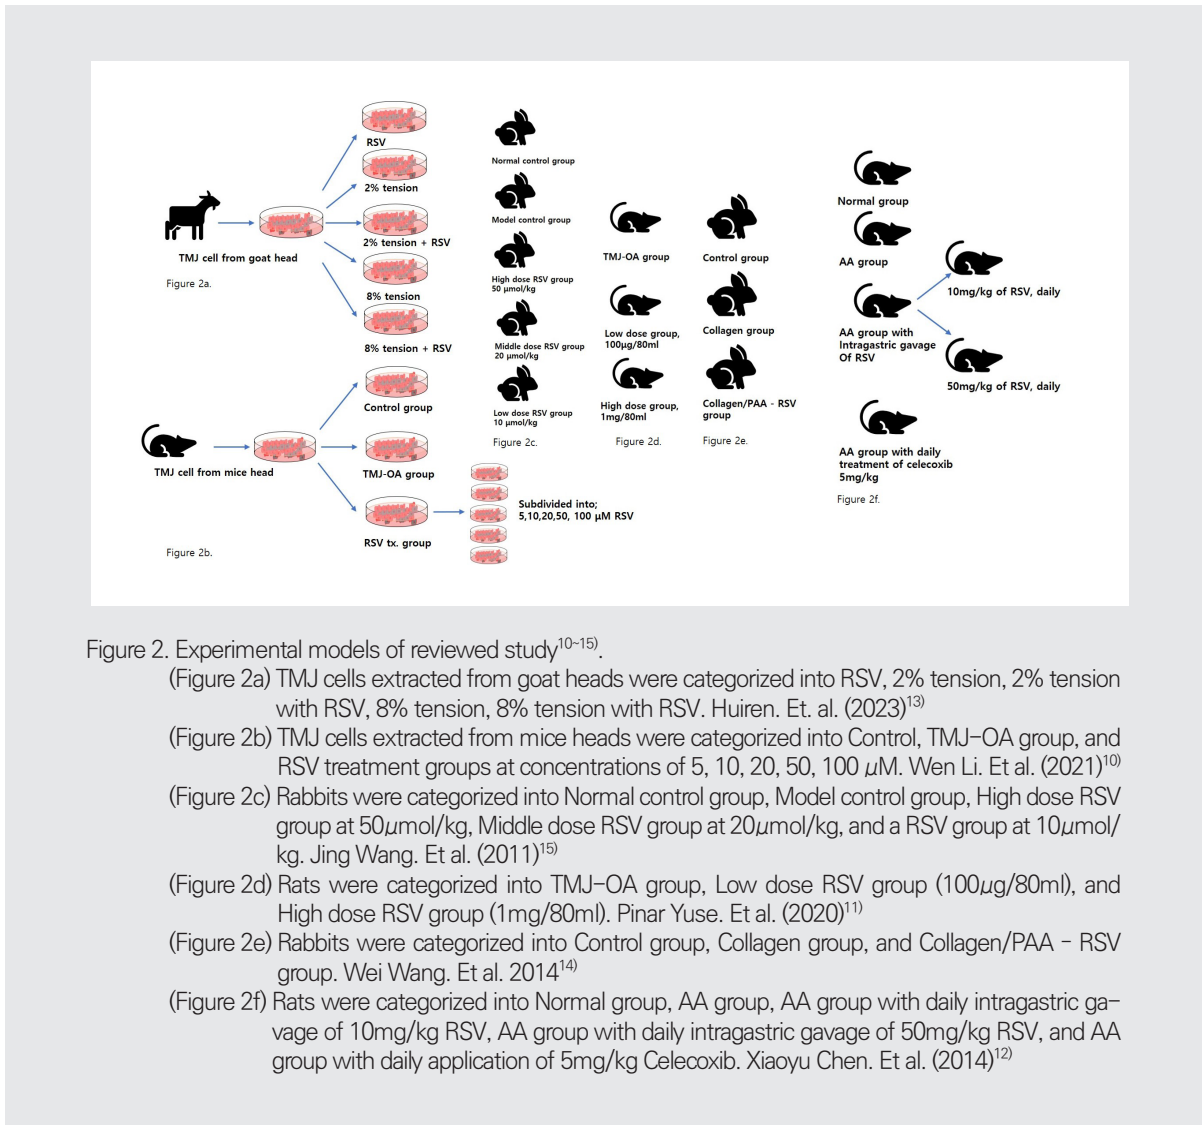 RSV
2% tension
2% tension + RSV
8% tension
8% tension + RSV
TMJ cell from goat head
Figure 2a.
Control group
TMJ-OA group
RSV tx. group
TMJ cell from mice head
Subdivided into;
5,10,20,50, 100 μM RSV
Figure 2b.
Normal control group
Model control group
High dose RSV group
50 μmol/kg
Middle dose RSV group
20 μmol/kg
Low dose RSV group
10 μmol/kg
Figure 2c.
TMJ-OA group
Low dose group,
100μg/80ml
High dose group,
1mg/80ml
Figure 2d.
Control group
Collagen group
Collagen/PAA - RSV
group
Figure 2e.
Normal group
AA group
AA group with
Intragastric gavage
Of RSV
10mg/kg of RSV, daily
50mg/kg of RSV, daily
AA group with daily
treatment of celecoxib
5mg/kg
Figure 2f.
Figure 2. Experimental models of reviewed study10~15).
(Figure 2a) TMJ cells extracted from goat heads were categorized into RSV, 2% tension, 2% tension
with RSV, 8% tension, 8% tension with RSV. Huiren. Et. al. (2023)13)
(Figure 2b) TMJ cells extracted from mice heads were categorized into Control, TMJ-OA group, and
RSV treatment groups at concentrations of 5, 10, 20, 50, 100 μM. Wen Li. Et al. (2021)10)
(Figure 2c) Rabbits were categorized into Normal control group, Model control group, High dose RSV
group at 50μmol/kg, Middle dose RSV group at 20μmol/kg, and a RSV group at 10μmol/
kg. Jing Wang. Et al. (2011)15)
(Figure 2d) Rats were categorized into TMJ-OA group, Low dose RSV group (100μg/80ml), and
High dose RSV group (1mg/80ml). Pinar Yuse. Et al. (2020)11)
(Figure 2e) Rabbits were categorized into Control group, Collagen group, and Collagen/PAA - RSV
group. Wei Wang. Et al. 201414)
(Figure 2f) Rats were categorized into Normal group, AA group, AA group with daily intragastric ga-
vage of 10mg/kg RSV, AA group with daily intragastric gavage of 50mg/kg RSV, and AA
group with daily application of 5mg/kg Celecoxib. Xiaoyu Chen. Et al. (2014)12)